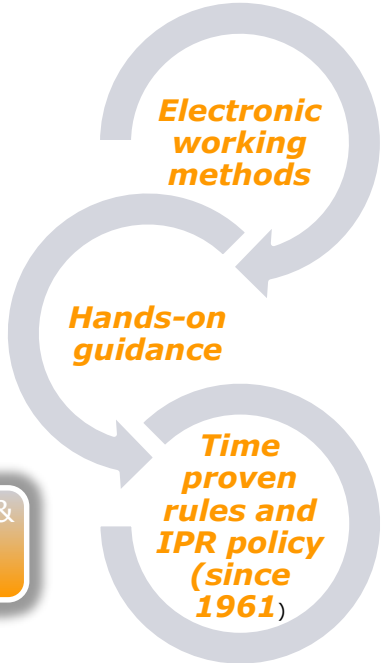 Electronic
working
methods
Hands-on
guidance
Time
proven
rules and
IPR policy
(since
1961)
&